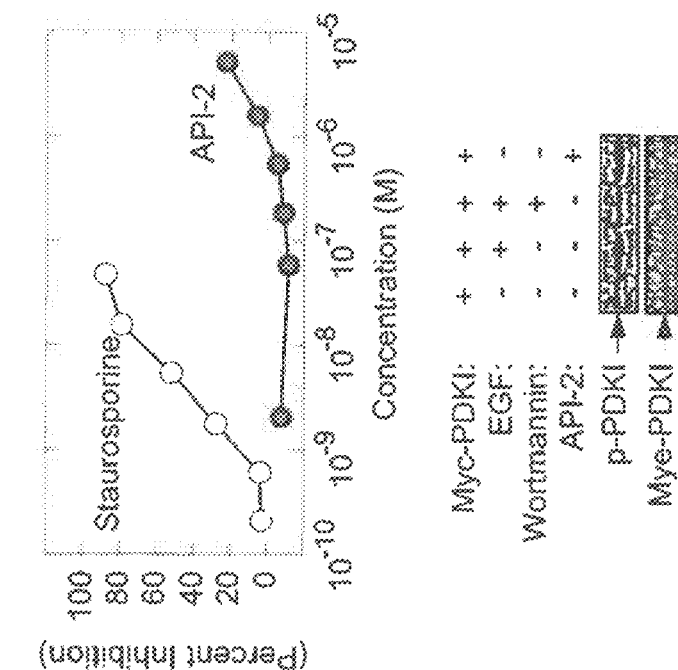 (Percent Inhibition)
100
80
60
40
20
0
Staurosporine
API-2
10-10 10-9 10-8 10-7 10-6 10-5
Concentration (M)
Myc-PDKI: + + + +
EGF: - + + -
Wortmannin: - - + -
API-2: - - - +
p-PDKI
Mye-PDKI